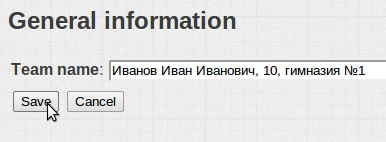 General information
Team name: Иванов Иван Иванович, 10, гимназия №1
Save Cancel